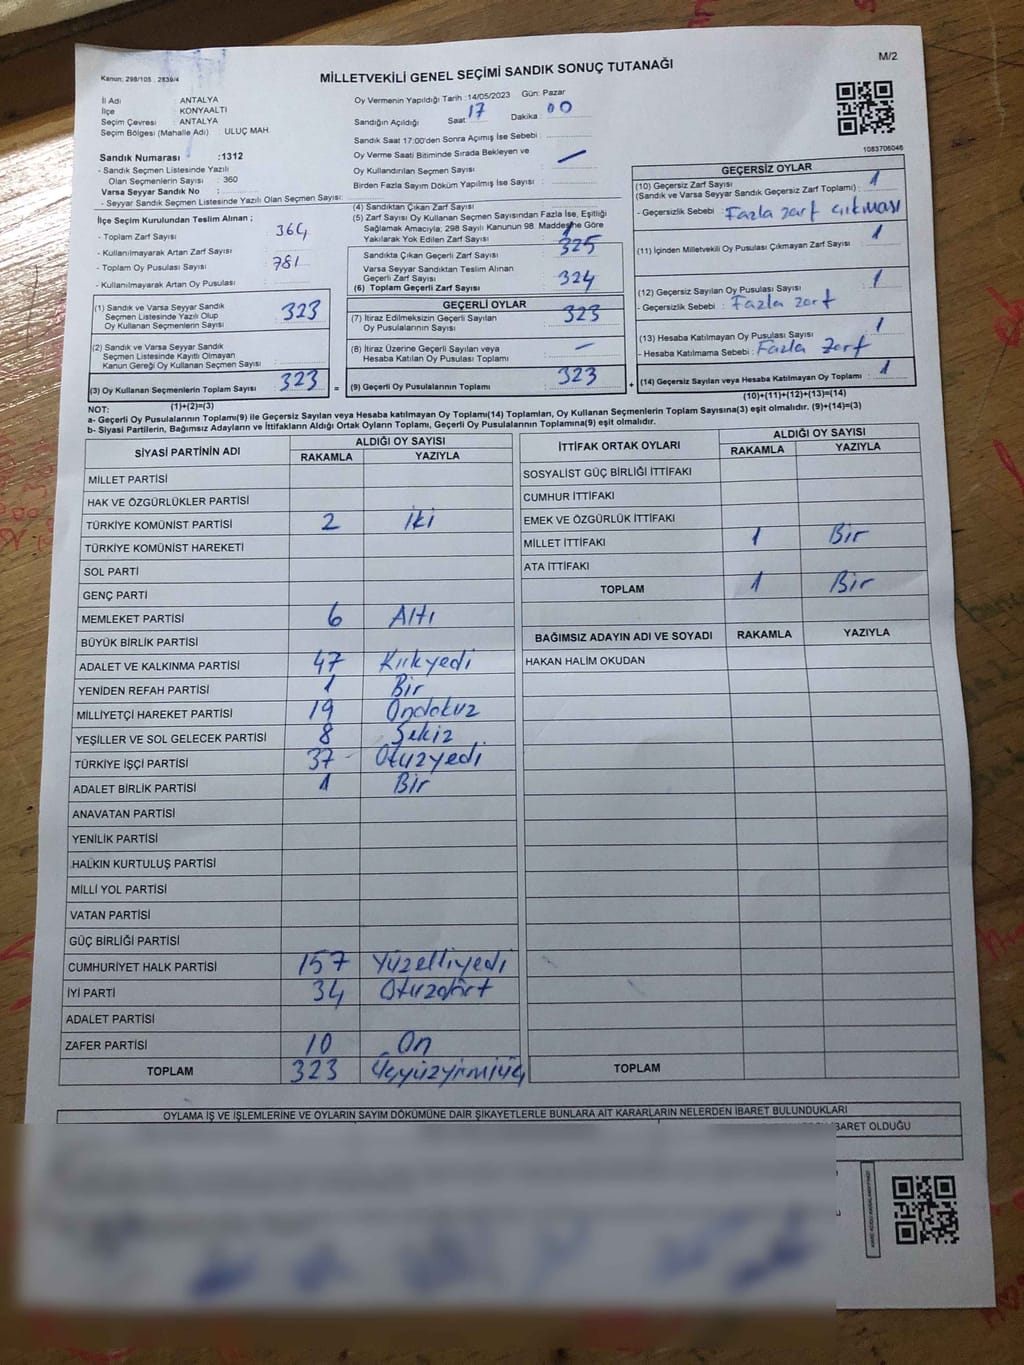 Kanun: 298/105 . 2839/4
MİLLETVEKİLİ GENEL SEÇİMİ SANDIK SONUÇ TUTANAĞI
M/2
İl Adı ANTALYA
İlçe KONYAALTI
Seçim Çevresi : ANTALYA
Seçim Bölgesi (Mahalle Adı) : ULUÇ MAH.
Sandık Numarası :1312
- Sandık Seçmen Listesinde Yazılı
Olan Seçmenlerin Sayısı : 360
Varsa Seyyar Sandık No :
- Seyyar Sandık Seçmen Listesinde Yazılı Olan Seçmen Sayısı:
Oy Vermenin Yapıldığı Tarih : 14/05/2023 Gün: Pazar
Sandığın Açıldığı Saat : 17 Dakika : 00
Sandık Saat 17:00'den Sonra Açımış İse Sebebi :
Oy Verme Saati Bitiminde Sırada Bekleyen ve
Oy Kullandırılan Seçmen Sayısı : —
Birden Fazla Sayım Döküm Yapılmış İse Sayısı :
1083706046
İlçe Seçim Kurulundan Teslim Alınan ;
- Toplam Zarf Sayısı : 364
- Kullanılmayarak Artan Zarf Sayısı :
- Toplam Oy Pusulası Sayısı : 781
- Kullanılmayarak Artan Oy Pusulası :
(4) Sandıktan Çıkan Zarf Sayısı :
(5) Zarf Sayısı Oy Kullanan Seçmen Sayısından Fazla İse, Eşitliği
Sağlamak Amacıyla; 298 Sayılı Kanunun 98. Maddesine Göre
Yakılarak Yok Edilen Zarf Sayısı : 1
Sandıkta Çıkan Geçerli Zarf Sayısı : 325
Varsa Seyyar Sandıktan Teslim Alınan
Geçerli Zarf Sayısı :
(6) Toplam Geçerli Zarf Sayısı : 324
GEÇERSİZ OYLAR
(10) Geçersiz Zarf Sayısı
(Sandık ve Varsa Seyyar Sandık Geçersiz Zarf Toplamı) : 1
- Geçersizlik Sebebi : Fazla zarf çıkması
(11) İçinden Milletvekili Oy Pusulası Çıkmayan Zarf Sayısı : 1
(12) Geçersiz Sayılan Oy Pusulası Sayısı : 1
- Geçersizlik Sebebi : Fazla zarf
(13) Hesaba Katılmayan Oy Pusulası Sayısı : 1
- Hesaba Katılmama Sebebi : Fazla Zarf
(14) Geçersiz Sayılan veya Hesaba Katılmayan Oy Toplamı : 1
(10)+(11)+(12)+(13)=(14)
(1) Sandık ve Varsa Seyyar Sandık
Seçmen Listesinde Yazılı Olup
Oy Kullanan Seçmenlerin Sayısı : 323
(2) Sandık ve Varsa Seyyar Sandık
Seçmen Listesinde Kayıtlı Olmayan
Kanun Gereği Oy Kullanan Seçmenlerin Sayısı :
(3) Oy Kullanan Seçmenlerin Toplam Sayısı : 323 =
(1)+(2)=(3)
GEÇERLİ OYLAR
(7) İtiraz Edilmeksizin Geçerli Sayılan
Oy Pusulalarının Sayısı : 323
(8) İtiraz Üzerine Geçerli Sayılan veya
Hesaba Katılan Oy Pusulası Toplamı : —
(9) Geçerli Oy Pusulalarının Toplamı : 323 +
NOT:
a- Geçerli Oy Pusulalarının Toplamı(9) ile Geçersiz Sayılan veya Hesaba katılmayan Oy Toplamı(14) Toplamları, Oy Kullanan Seçmenlerin Toplam Sayısına(3) eşit olmalıdır. (9)+(14)=(3)
b- Siyasi Partilerin, Bağımsız Adayların ve İttifakların Aldığı Ortak Oyların Toplamı, Geçerli Oy Pusulalarının Toplamına(9) eşit olmalıdır.
SİYASİ PARTİNİN ADI ALDIĞI OY SAYISI
RAKAMLA YAZIYLA
MİLLET PARTİSİ
HAK VE ÖZGÜRLÜKLER PARTİSİ
TÜRKİYE KOMÜNİST PARTİSİ 2 İki
TÜRKİYE KOMÜNİST HAREKETİ
SOL PARTİ
GENÇ PARTİ
MEMLEKET PARTİSİ 6 Altı
BÜYÜK BİRLİK PARTİSİ
ADALET VE KALKINMA PARTİSİ 47 Kırkyedi
YENİDEN REFAH PARTİSİ 1 Bir
MİLLİYETÇİ HAREKET PARTİSİ 19 Ondokuz
YEŞİLLER VE SOL GELECEK PARTİSİ 8 Sekiz
TÜRKİYE İŞÇİ PARTİSİ 37 Otuzyedi
ADALET BİRLİK PARTİSİ 1 Bir
ANAVATAN PARTİSİ
YENİLİK PARTİSİ
HALKIN KURTULUŞ PARTİSİ
MİLLİ YOL PARTİSİ
VATAN PARTİSİ
GÜÇ BİRLİĞİ PARTİSİ
CUMHURİYET HALK PARTİSİ 157 Yüzelliyedi
İYİ PARTİ 34 Otuzdört
ADALET PARTİSİ
ZAFER PARTİSİ 10 On
TOPLAM 323 Üçyüzyirmiüç
İTTİFAK ORTAK OYLARI ALDIĞI OY SAYISI
RAKAMLA YAZIYLA
SOSYALİST GÜÇ BİRLİĞİ İTTİFAKI
CUMHUR İTTİFAKI
EMEK VE ÖZGÜRLÜK İTTİFAKI
MİLLET İTTİFAKI 1 Bir
ATA İTTİFAKI
TOPLAM 1 Bir
BAĞIMSIZ ADAYIN ADI VE SOYADI RAKAMLA YAZIYLA
HAKAN HALİM OKUDAN
TOPLAM
OYLAMA İŞ VE İŞLEMLERİNE VE OYLARIN SAYIM DÖKÜMÜNE DAİR ŞİKAYETLERLE BUNLARA AİT KARARLARIN NELERDEN İBARET BULUNDUKLARI
İBARET OLDUĞU